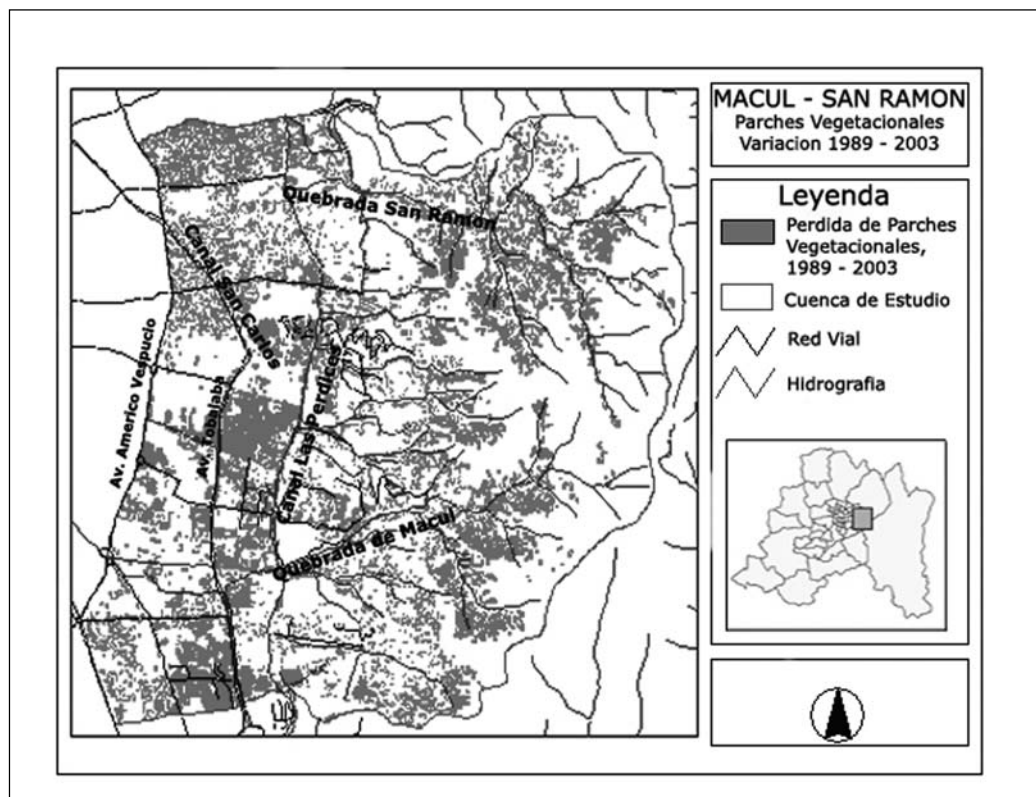 MACUL - SAN RAMON
Parches Vegetacionales
Variacion 1989 - 2003
Leyenda
Perdida de Parches
Vegetacionales,
1989 - 2003
Cuenca de Estudio
Red Vial
Hidrografia
Quebrada San Ramon
Canal San Carlos
Av. Americo Vespucio
Av. Tobalaba
Canal Las Perdices
Quebrada de Macul